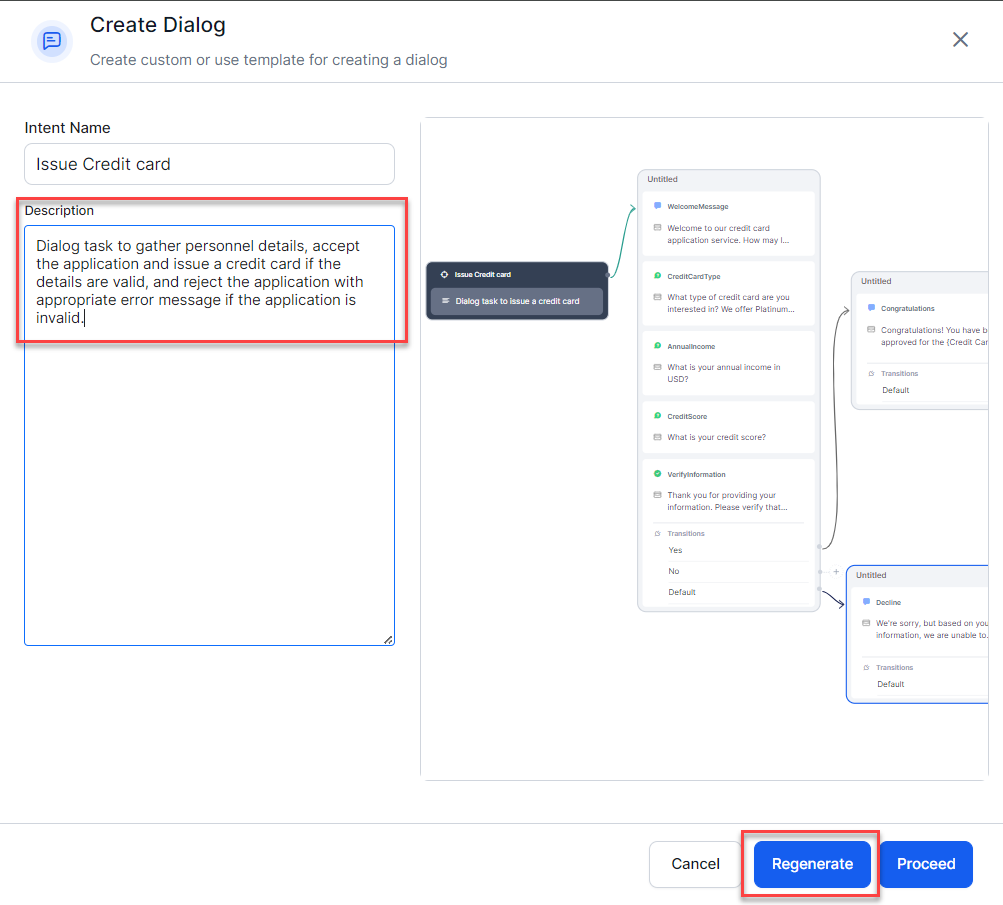 Create Dialog
Create custom or use template for creating a dialog
Intent Name
Issue Credit card
Description
Dialog task to gather personnel details, accept
the application and issue a credit card if the
details are valid, and reject the application with
appropriate error message if the application is
invalid.
Issue Credit card
Dialog task to issue a credit card
Untitled
WelcomeMessage
Welcome to our credit card
application service. How may I...
CreditCardType
What type of credit card are you
interested in? We offer Platinum...
AnnualIncome
What is your annual income in
USD?
CreditScore
What is your credit score?
VerifyInformation
Thank you for providing your
information. Please verify that...
Transitions
Yes
No
Default
Untitled
Congratulations
Congratulations! You have b
approved for the {Credit Car
Transitions
Default
Untitled
Decline
We're sorry, but based on you
information, we are unable to.
Transitions
Default
Cancel
Regenerate
Proceed